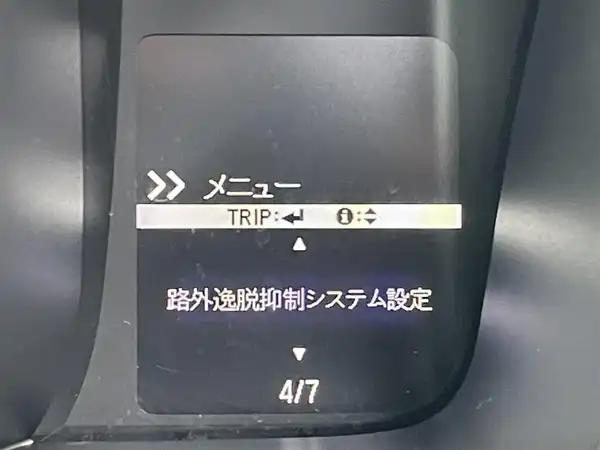 >> メニュー
TRIP:↵ ℹ:▲▼
▲
路外逸脱抑制システム設定
▼
4/7